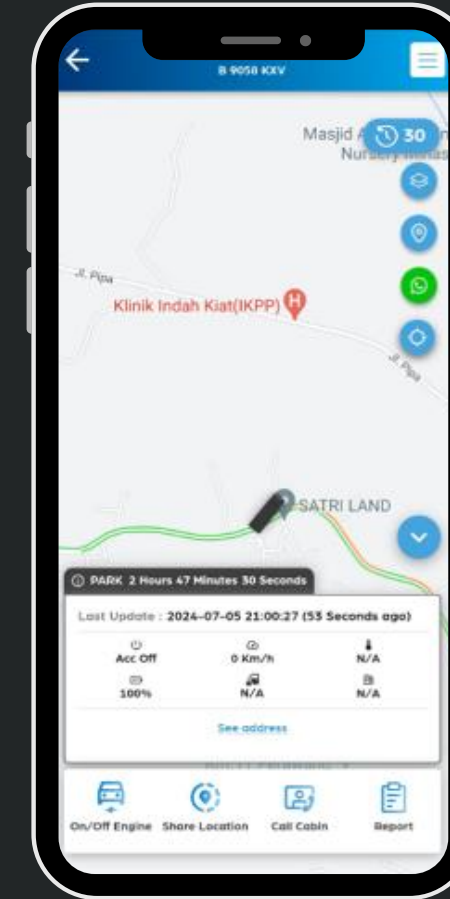 B 9058 KXV
Masjid
30
Jl. Pipa
Klinik Indah Kiat(IKPP)
H
Jl. Pipa
SATRI LAND
PARK 2 Hours 47 Minutes 30 Seconds
Last Update : 2024-07-05 21:00:27 (53 Seconds ago)
Acc Off 0 Km/h N/A
100% N/A N/A
See address
On/Off Engine Share Location Call Cabin Report